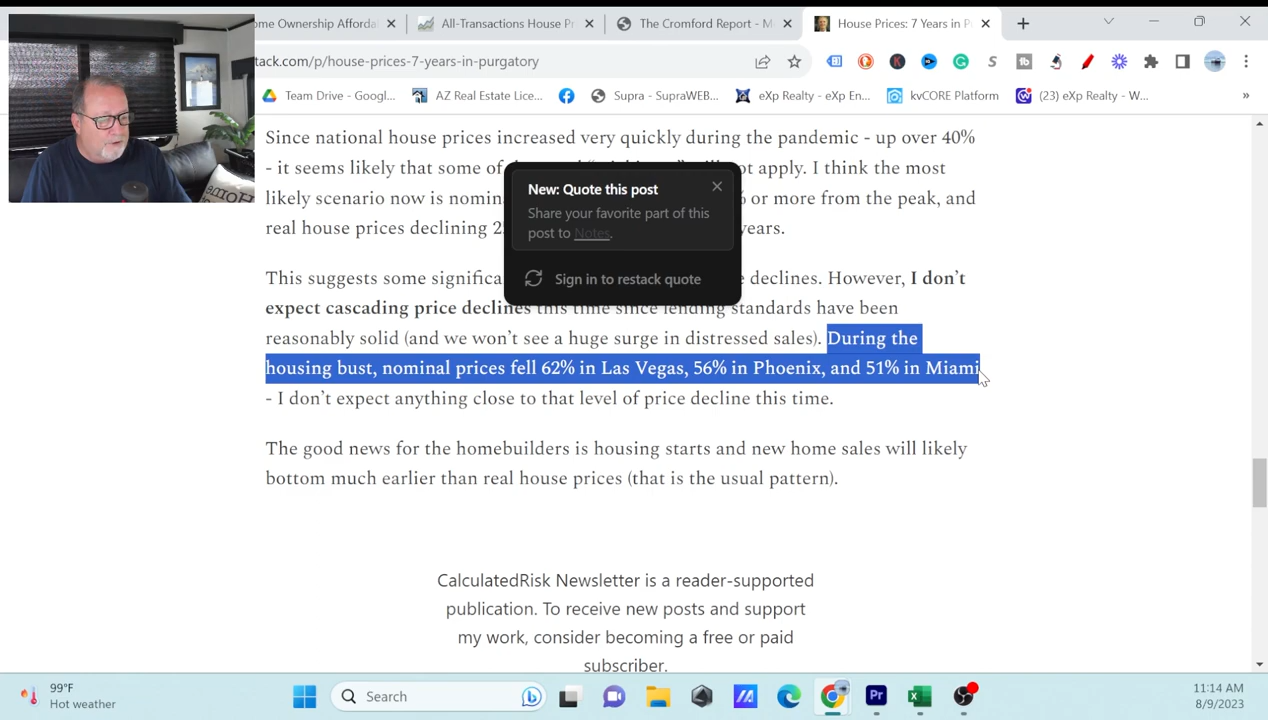 ome Ownership Afforda
All-Transactions House Pr
The Cromford Report - M
House Prices: 7 Years in P
tack.com/p/house-prices-7-years-in-purgatory
Team Drive - Googl...
AZ Real Estate Lice...
Supra - SupraWEB...
eXp Realty - eXp En...
kvCORE Platform
(23) eXp Realty - W...
»
Since national house prices increased very quickly during the pandemic - up over 40%
- it seems likely that some of
ot apply. I think the most
likely scenario now is nomin
% or more from the peak, and
real house prices declining 2
years.
New: Quote this post
Share your favorite part of this
post to Notes.
Sign in to restack quote
This suggests some significa
e declines. However, I don't
expect cascading price declines this time since lending standards have been
reasonably solid (and we won't see a huge surge in distressed sales). During the
housing bust, nominal prices fell 62% in Las Vegas, 56% in Phoenix, and 51% in Miami
- I don't expect anything close to that level of price decline this time.
The good news for the homebuilders is housing starts and new home sales will likely
bottom much earlier than real house prices (that is the usual pattern).
CalculatedRisk Newsletter is a reader-supported
publication. To receive new posts and support
my work, consider becoming a free or paid
subscriber.
99°F
Hot weather
Search
Pr
11:14 AM
8/9/2023